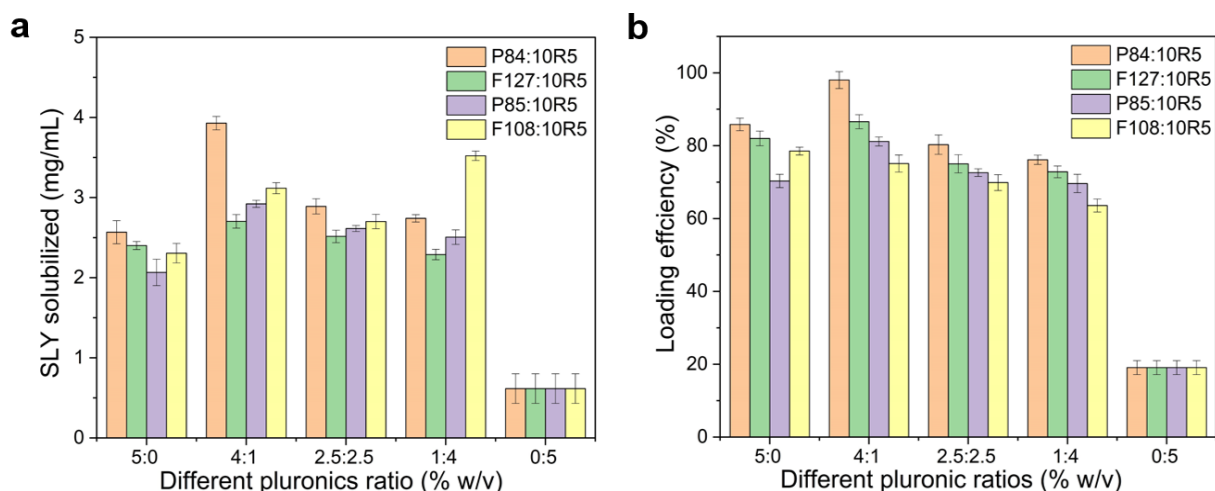 a
5
4
3
2
1
0
SLY solubilized (mg/mL)
P84:10R5
F127:10R5
P85:10R5
F108:10R5
5:0 4:1 2.5:2.5 1:4 0:5
Different pluronics ratio (% w/v)
b
100
80
60
40
20
0
Loading effciency (%)
P84:10R5
F127:10R5
P85:10R5
F108:10R5
5:0 4:1 2.5:2.5 1:4 0:5
Different pluronic ratios (% w/v)